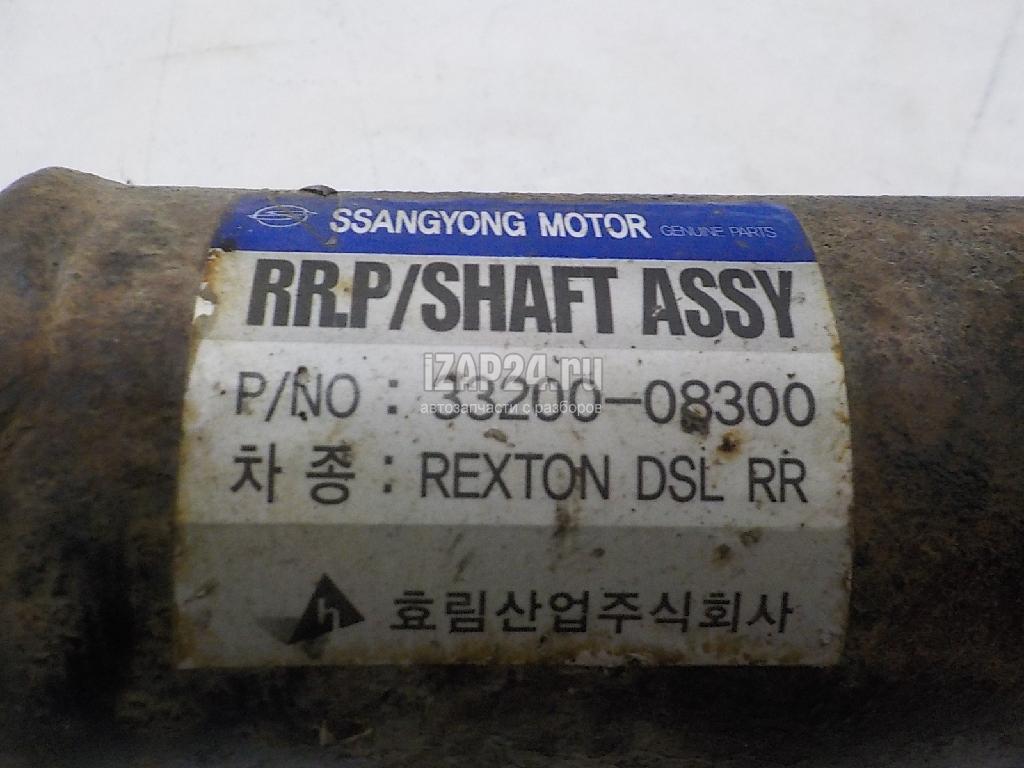 SSANGYONG MOTOR GENUINE PARTS
RR.P/SHAFT ASSY
iZAP24.ru
P/NO : 33200-08300
автозапчасти с разборов
차 종 : REXTON DSL RR
효림산업주식회사